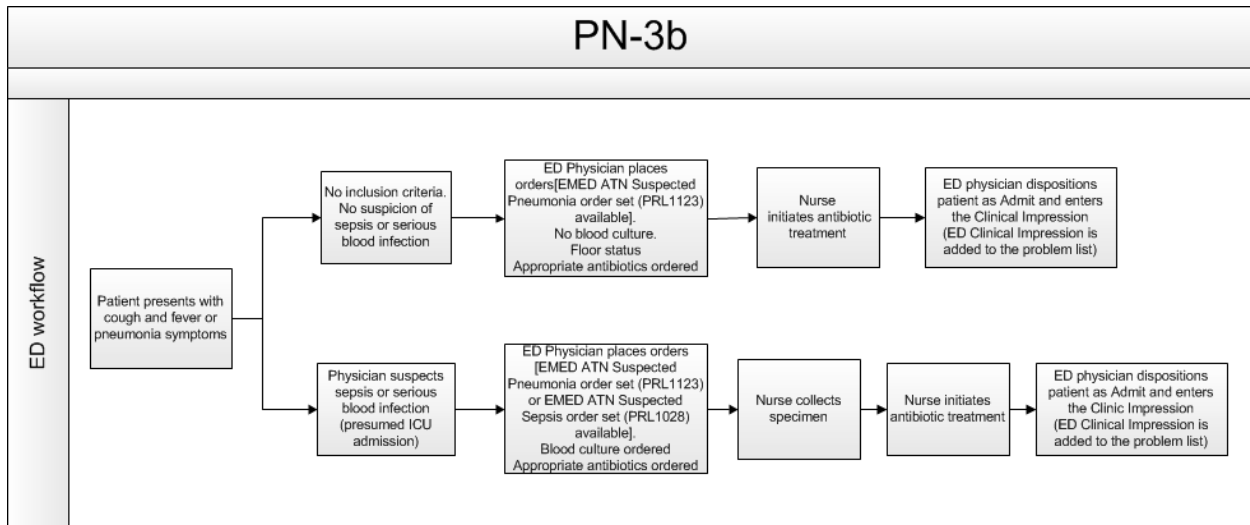 PN-3b
ED workflow
Patient presents with
cough and fever or
pneumonia symptoms
No inclusion criteria.
No suspicion of
sepsis or serious
blood infection
ED Physician places
orders[EMED ATN Suspected
Pneumonia order set (PRL1123)
available].
No blood culture.
Floor status
Appropriate antibiotics ordered
Nurse
initiates antibiotic
treatment
ED physician dispositions
patient as Admit and enters
the Clinical Impression
(ED Clinical Impression is
added to the problem list)
Physician suspects
sepsis or serious
blood infection
(presumed ICU
admission)
ED Physician places orders
[EMED ATN Suspected
Pneumonia order set (PRL1123)
or EMED ATN Suspected
Sepsis order set (PRL1028)
available].
Blood culture ordered
Appropriate antibiotics ordered
Nurse collects
specimen
Nurse initiates
antibiotic treatment
ED physician dispositions
patient as Admit and enters
the Clinic Impression
(ED Clinical Impression is
added to the problem list)